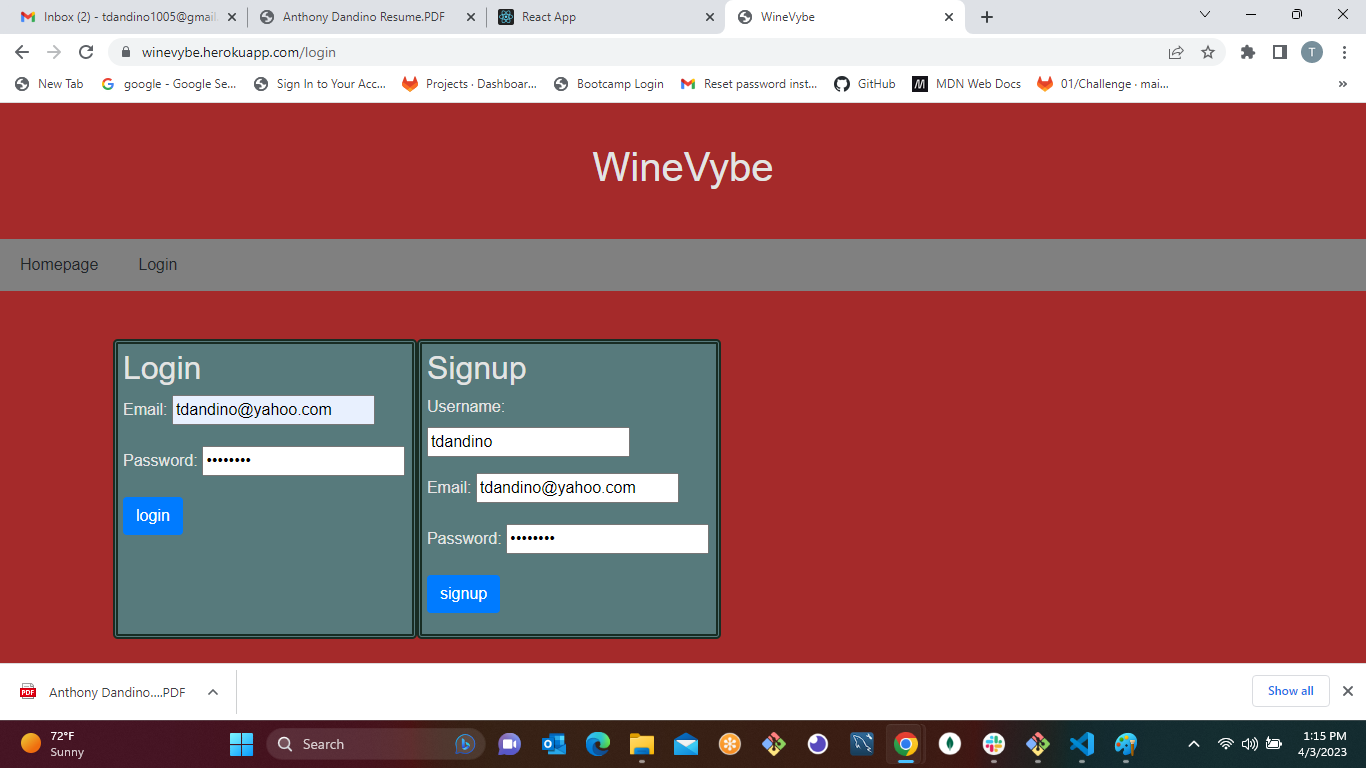 Inbox (2) - tdandino1005@gmail
Anthony Dandino Resume.PDF
React App
WineVybe
winevybe.herokuapp.com/login
T
New Tab
google - Google Se...
Sign In to Your Acc...
Projects · Dashboar...
Bootcamp Login
Reset password inst...
GitHub
MDN Web Docs
01/Challenge · mai...
WineVybe
Homepage
Login
Login
Email: tdandino@yahoo.com
Password: ••••••••
login
Signup
Username:
tdandino
Email: tdandino@yahoo.com
Password: ••••••••
signup
PDF
Anthony Dandino....PDF
Show all
72°F
Sunny
Search
1:15 PM
4/3/2023